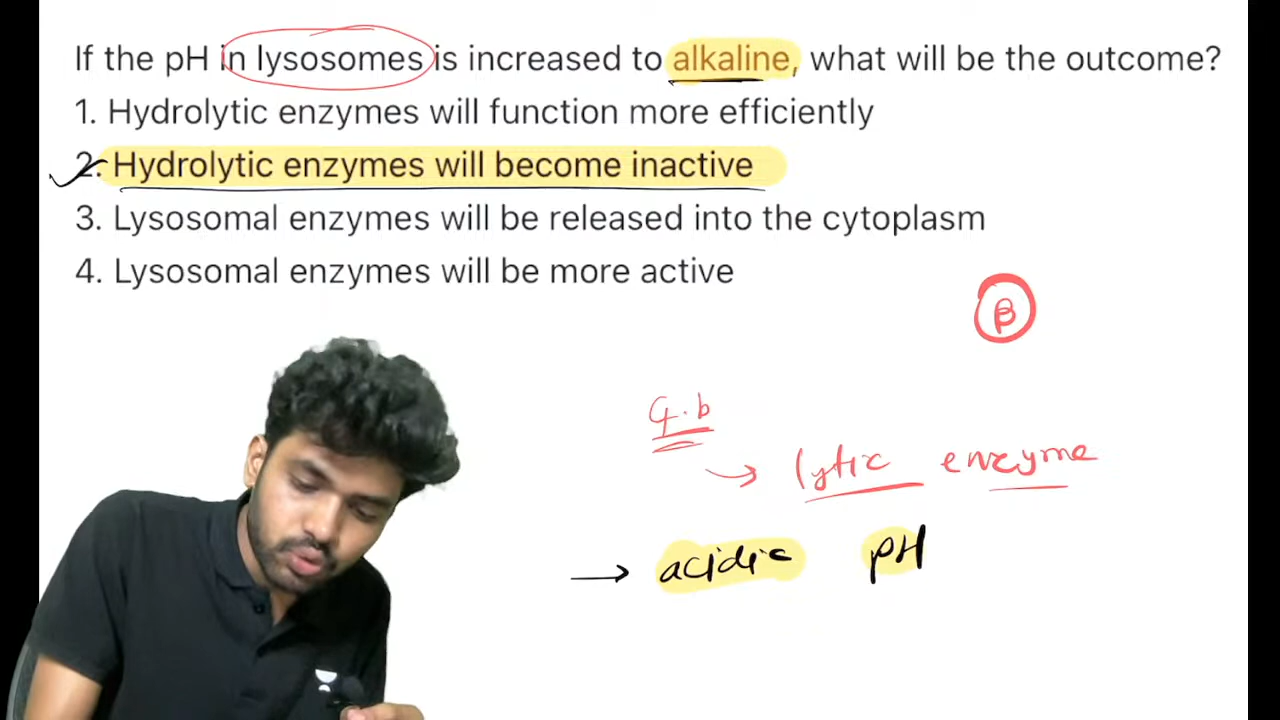 If the pH in lysosomes is increased to alkaline, what will be the outcome?
1. Hydrolytic enzymes will function more efficiently
2. Hydrolytic enzymes will become inactive
3. Lysosomal enzymes will be released into the cytoplasm
4. Lysosomal enzymes will be more active
B
G.b
→ lytic enzyme
→ acidic pH